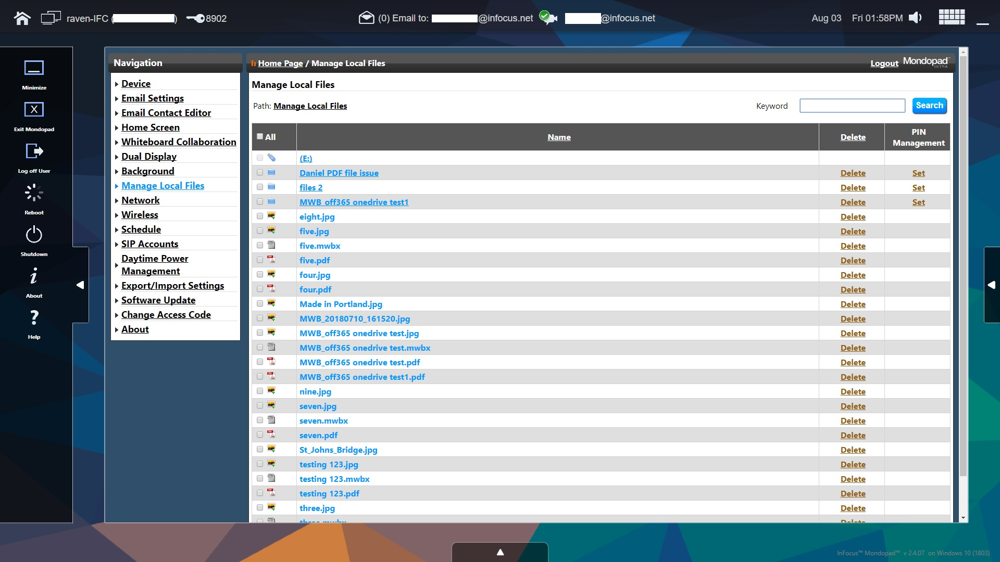 raven-IFC ( ) 8902
(0) Email to: @infocus.net
@infocus.net
Aug 03 Fri 01:58PM
Minimize
X
Exit Mondopad
Log off User
Reboot
Shutdown
About
Help
Navigation
Device
Email Settings
Email Contact Editor
Home Screen
Whiteboard Collaboration
Dual Display
Background
Manage Local Files
Network
Wireless
Schedule
SIP Accounts
Daytime Power
Management
Export/Import Settings
Software Update
Change Access Code
About
Home Page / Manage Local Files
Logout Mondopad™
ULTRA
Manage Local Files
Path: Manage Local Files
Keyword
Search
All Name Delete PIN
Management
(E:)
Daniel PDF file issue Delete Set
files 2 Delete Set
MWB_off365 onedrive test1 Delete Set
eight.jpg Delete
five.jpg Delete
five.mwbx Delete
five.pdf Delete
four.jpg Delete
four.pdf Delete
Made in Portland.jpg Delete
MWB_20180710_161520.jpg Delete
MWB_off365 onedrive test.jpg Delete
MWB_off365 onedrive test.mwbx Delete
MWB_off365 onedrive test.pdf Delete
MWB_off365 onedrive test1.pdf Delete
nine.jpg Delete
seven.jpg Delete
seven.mwbx Delete
seven.pdf Delete
St_Johns_Bridge.jpg Delete
testing 123.jpg Delete
testing 123.mwbx Delete
testing 123.pdf Delete
three.jpg Delete
three.mwbx Delete
InFocus™ Mondopad™ v 2.4.07 on Windows 10 (1803)